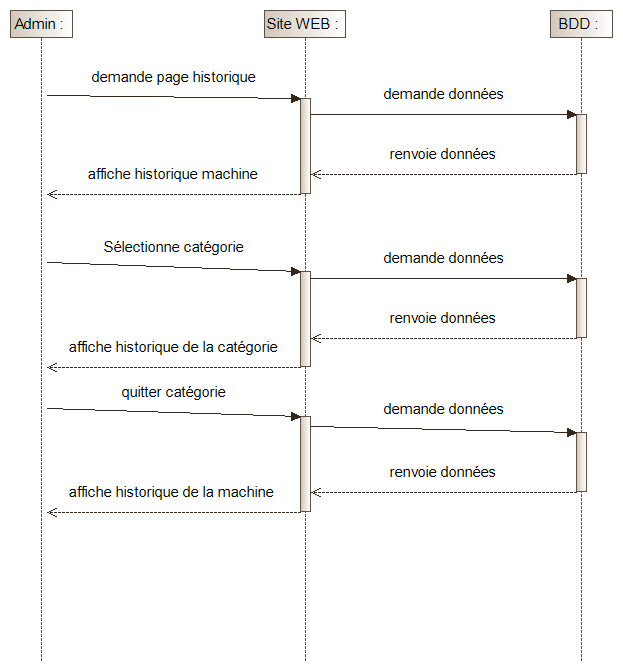 Admin :
Site WEB :
BDD :
demande page historique
demande données
renvoie données
affiche historique machine
Sélectionne catégorie
demande données
renvoie données
affiche historique de la catégorie
quitter catégorie
demande données
renvoie données
affiche historique de la machine